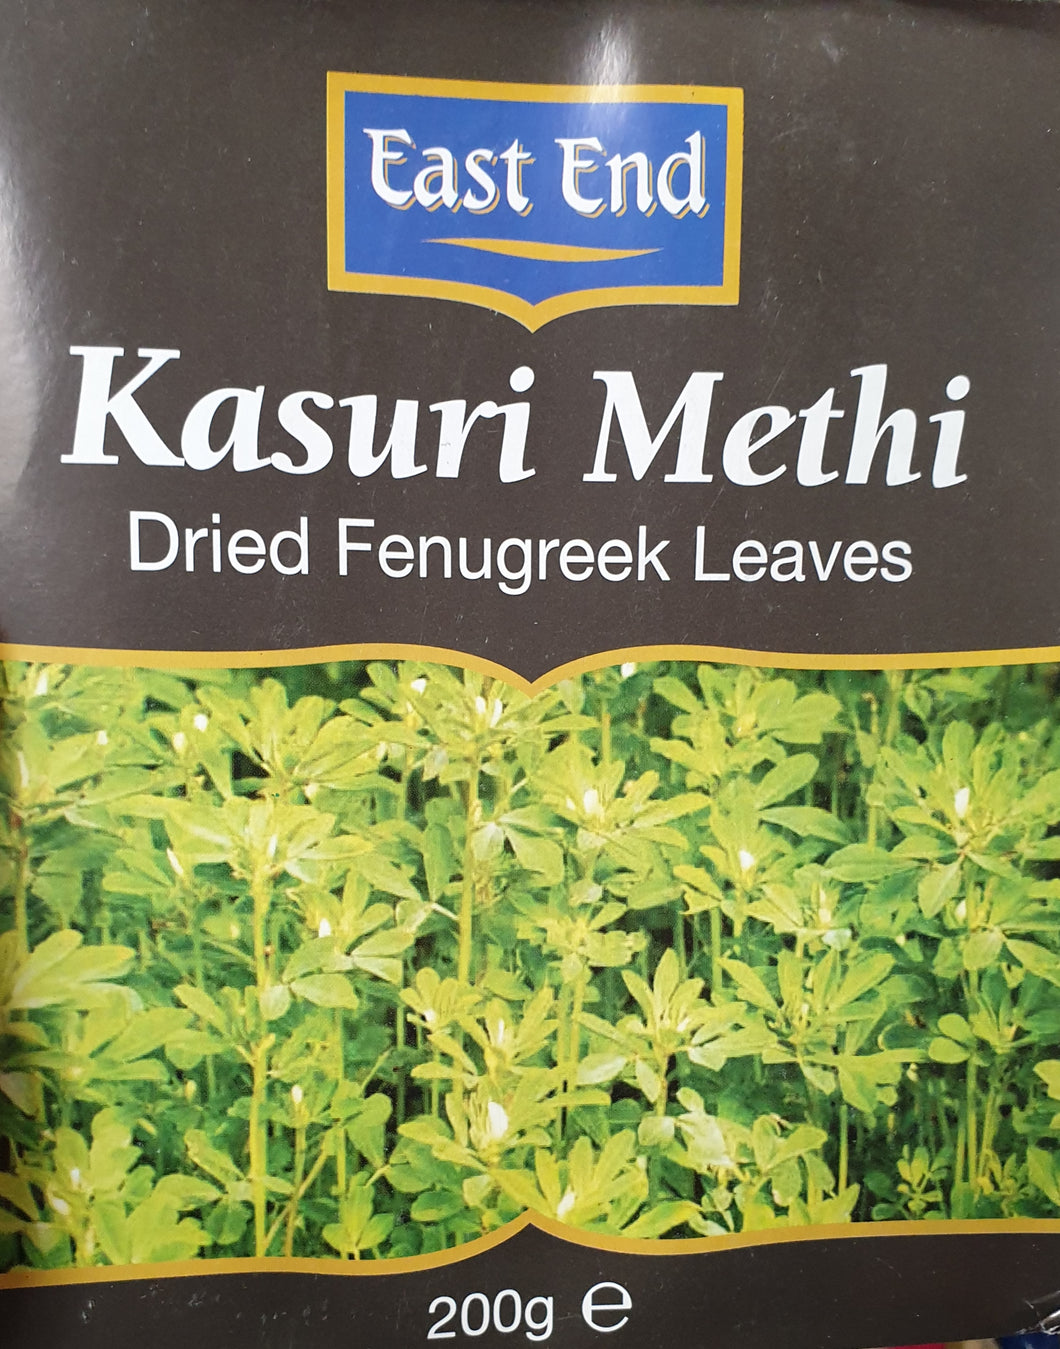 East End
Kasuri Methi
Dried Fenugreek Leaves
200g ℮